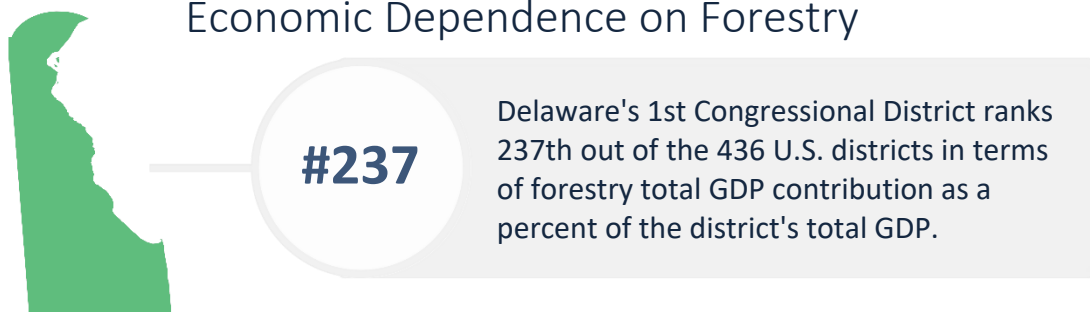 Economic Dependence on Forestry
#237
Delaware's 1st Congressional District ranks
237th out of the 436 U.S. districts in terms
of forestry total GDP contribution as a
percent of the district's total GDP.